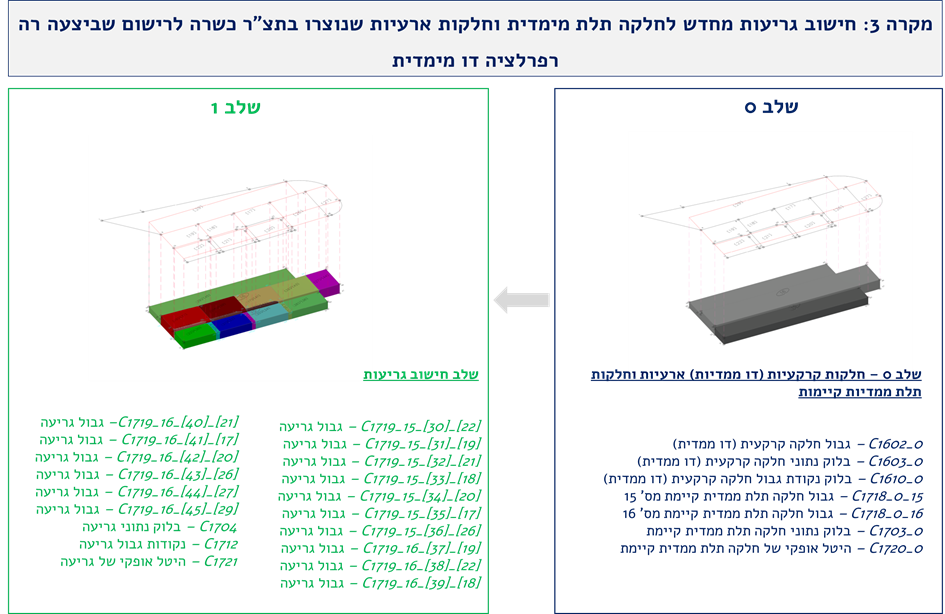 מקרה 3: חישוב גריעות מחדש לחלקה תלת מימדית וחלקות ארעיות שנוצרו בתצ"ר כשרה לרישום שביצעה רה
רפרלציה דו מימדית
שלב 0
שלב 0 – חלקות קרקעיות (דו ממדיות) ארעיות וחלקות
תלת ממדיות קיימות
C1602_0 – גבול חלקה קרקעית (דו ממדית)
C1603_0 – בלוק נתוני חלקה קרקעית (דו ממדית)
C1610_0 – בלוק נקודת גבול חלקה קרקעית (דו ממדית)
C1718_0_15 – גבול חלקה תלת ממדית קיימת מס' 15
C1718_0_16 – גבול חלקה תלת ממדית קיימת מס' 16
C1703_0 – בלוק נתוני חלקה תלת ממדית קיימת
C1720_0 – היטל אופקי של חלקה תלת ממדית קיימת
שלב 1
שלב חישוב גריעות
C1719_15_[30]_[22] – גבול גריעה
C1719_15_[31]_[19] – גבול גריעה
C1719_15_[32]_[21] – גבול גריעה
C1719_15_[33]_[18] – גבול גריעה
C1719_15_[34]_[20] – גבול גריעה
C1719_15_[35]_[17] – גבול גריעה
C1719_15_[36]_[26] – גבול גריעה
C1719_16_[37]_[19] – גבול גריעה
C1719_16_[38]_[22] – גבול גריעה
C1719_16_[39]_[18] – גבול גריעה
C1719_16_[40]_[21] – גבול גריעה
C1719_16_[41]_[17] – גבול גריעה
C1719_16_[42]_[20] – גבול גריעה
C1719_16_[43]_[26] – גבול גריעה
C1719_16_[44]_[27] – גבול גריעה
C1719_16_[45]_[29] – גבול גריעה
C1704 – בלוק נתוני גריעה
C1712 – נקודות גבול גריעה
C1721 – היטל אופקי של גריעה